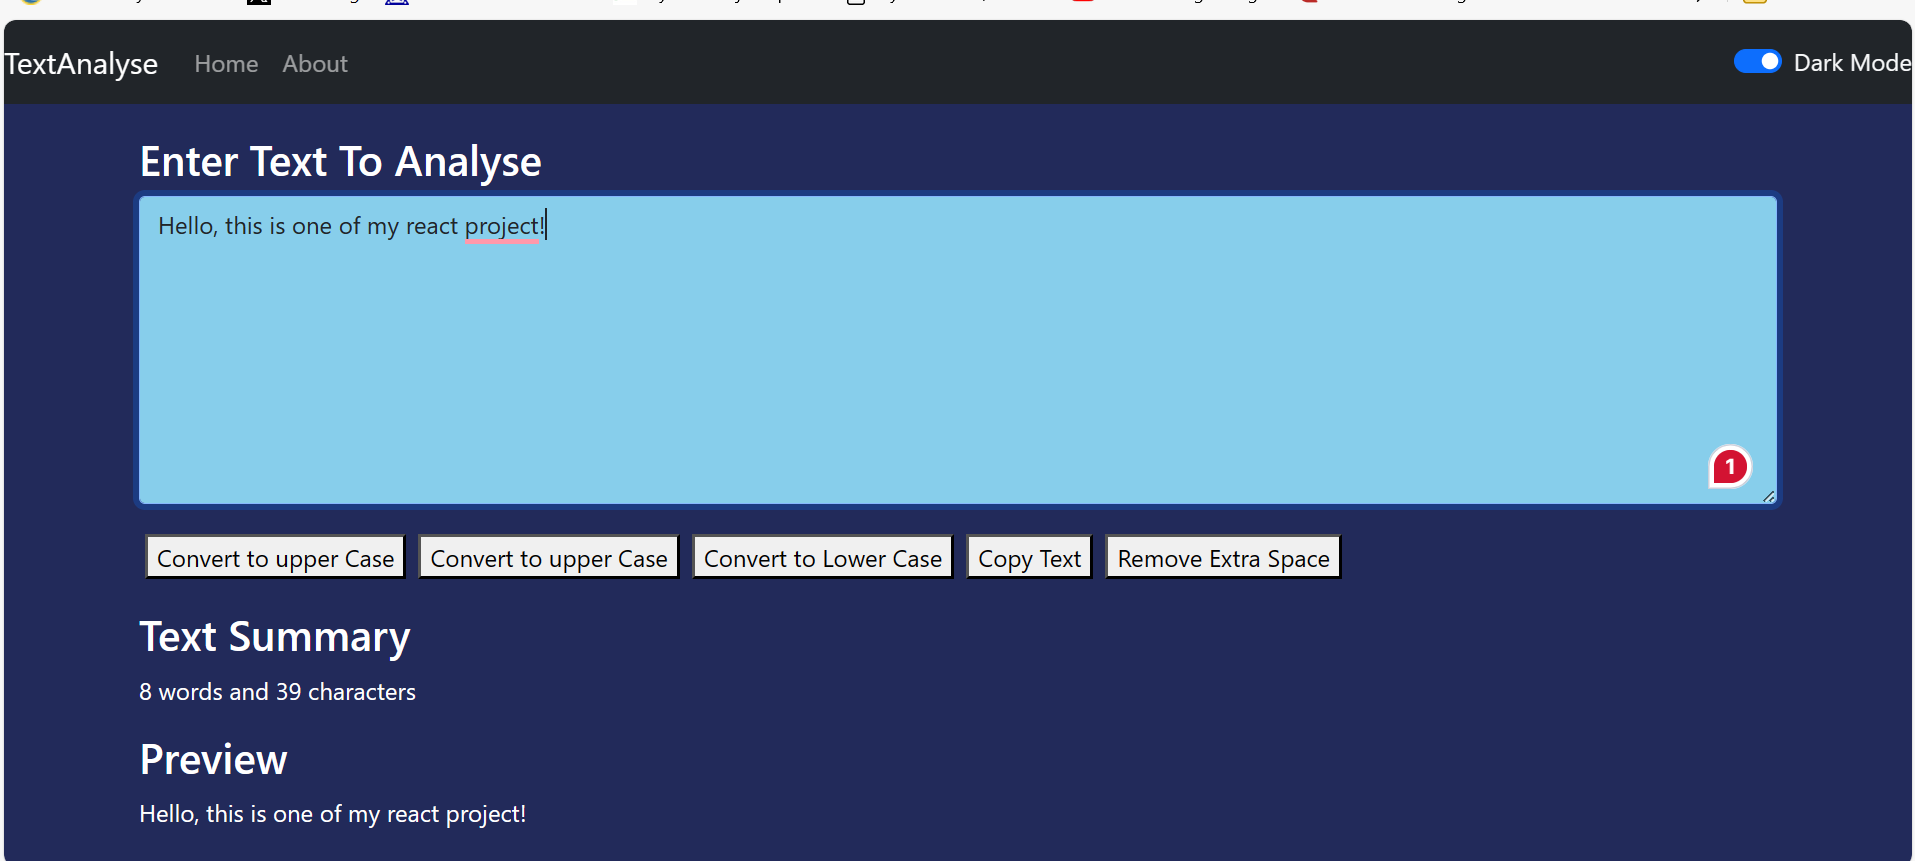 TextAnalyse Home About Dark Mode
Enter Text To Analyse
Hello, this is one of my react project!
1
Convert to upper Case Convert to upper Case Convert to Lower Case Copy Text Remove Extra Space
Text Summary
8 words and 39 characters
Preview
Hello, this is one of my react project!